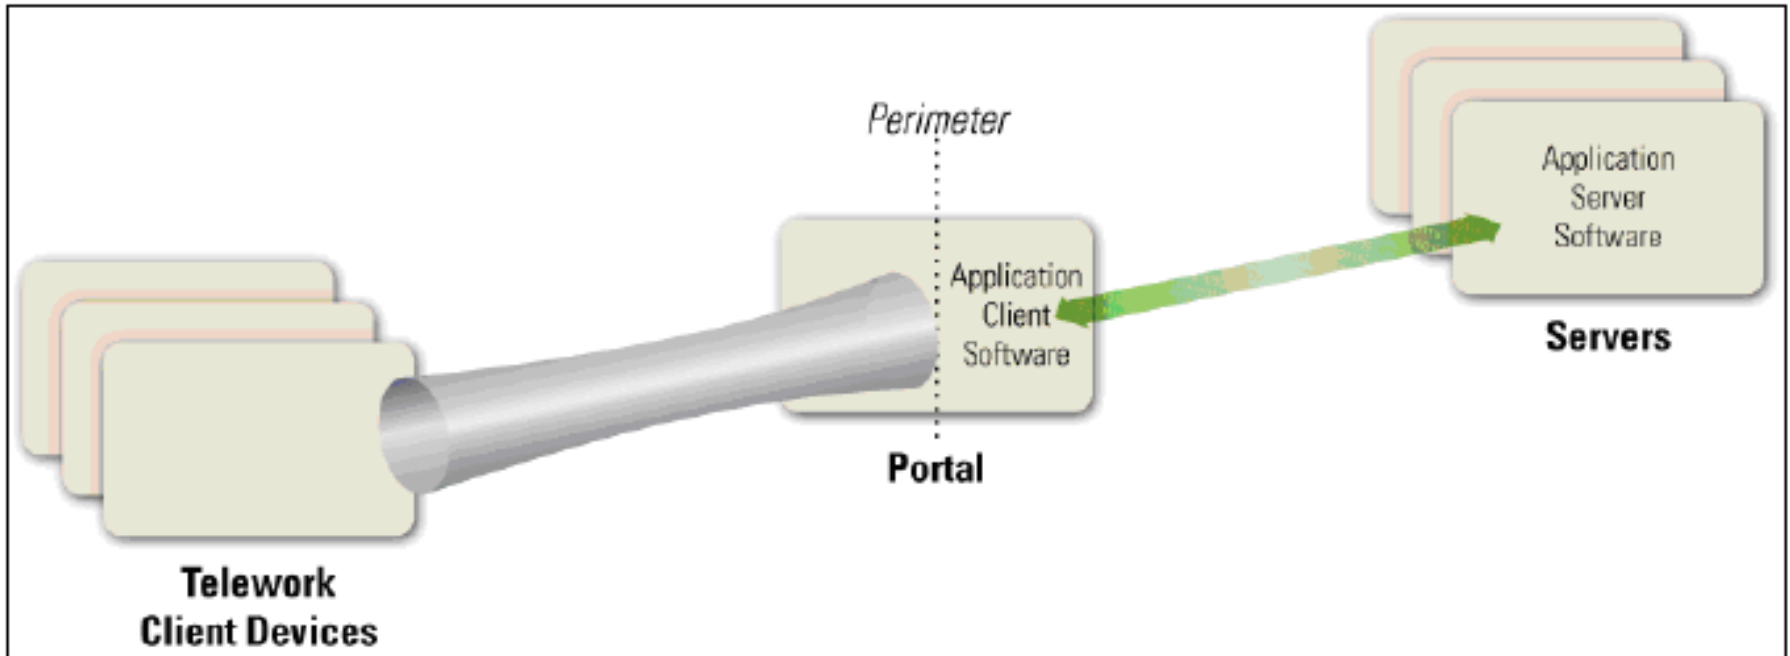 Perimeter
Application
Server
Software
Application
Client
Software
Servers
Portal
Telework
Client Devices